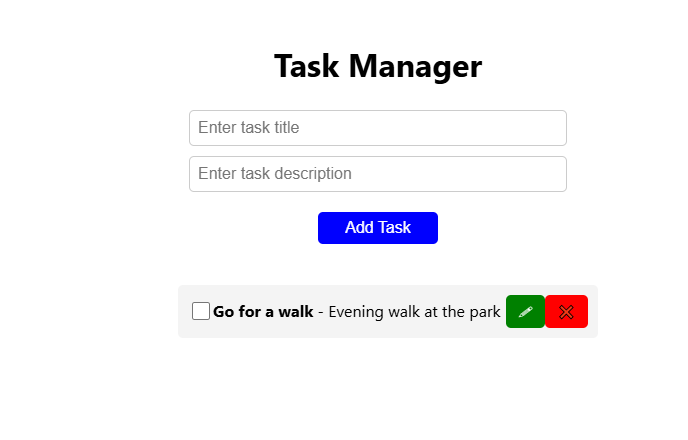 Task Manager
Enter task title
Enter task description
Add Task
Go for a walk - Evening walk at the park